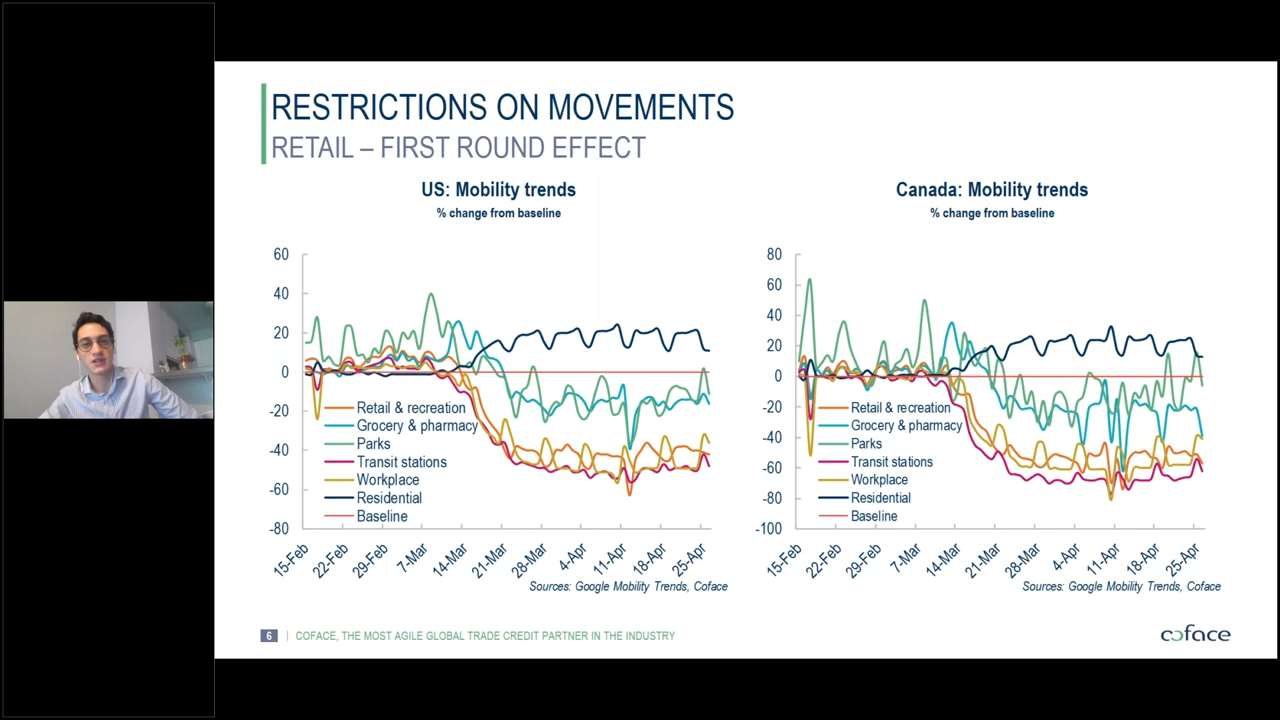 RESTRICTIONS ON MOVEMENTS
RETAIL – FIRST ROUND EFFECT
US: Mobility trends
% change from baseline
60
40
20
0
-20
-40
-60
-80
Retail & recreation
Grocery & pharmacy
Parks
Transit stations
Workplace
Residential
Baseline
15-Feb
22-Feb
29-Feb
7-Mar
14-Mar
21-Mar
28-Mar
4-Apr
11-Apr
18-Apr
25-Apr
Sources: Google Mobility Trends, Coface
Canada: Mobility trends
% change from baseline
80
60
40
20
0
-20
-40
-60
-80
-100
Retail & recreation
Grocery & pharmacy
Parks
Transit stations
Workplace
Residential
Baseline
15-Feb
22-Feb
29-Feb
7-Mar
14-Mar
21-Mar
28-Mar
4-Apr
11-Apr
18-Apr
25-Apr
Sources: Google Mobility Trends, Coface
6
COFACE, THE MOST AGILE GLOBAL TRADE CREDIT PARTNER IN THE INDUSTRY
coface